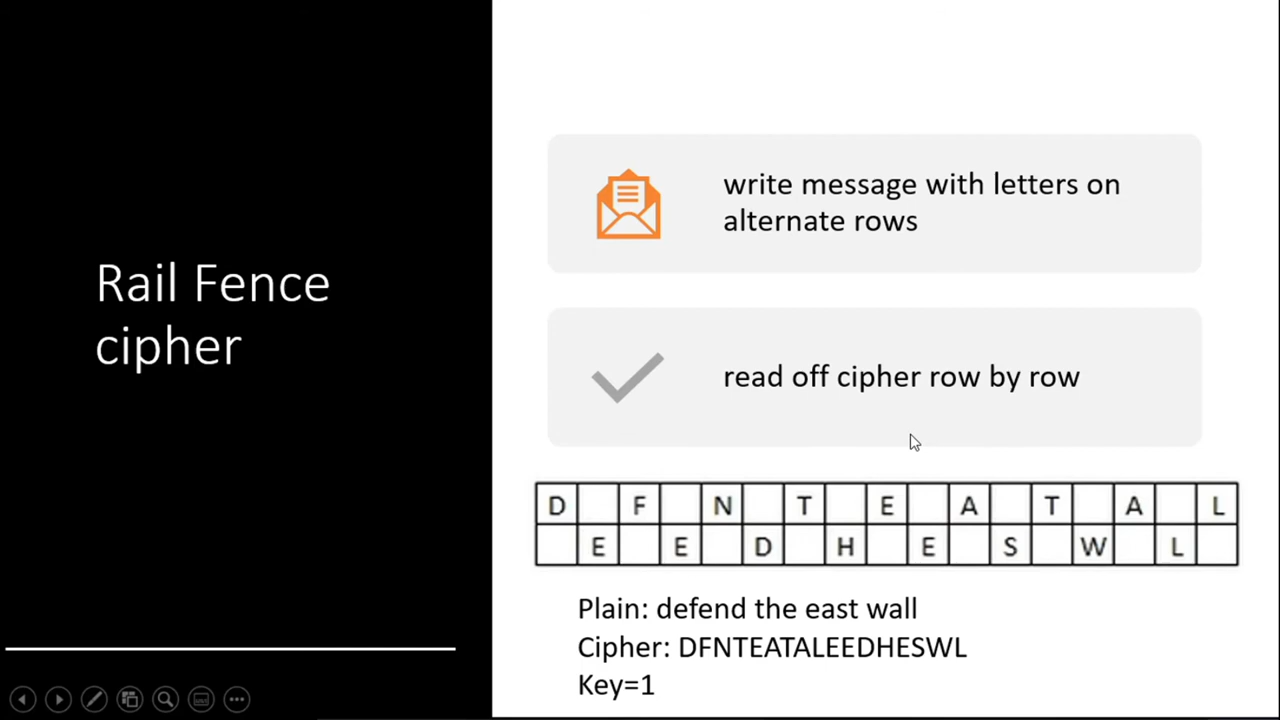 Rail Fence
cipher
write message with letters on
alternate rows
read off cipher row by row
D F N T E A T A L
E E D H E S W L
Plain: defend the east wall
Cipher: DFNTEATALEEDHESWL
Key=1